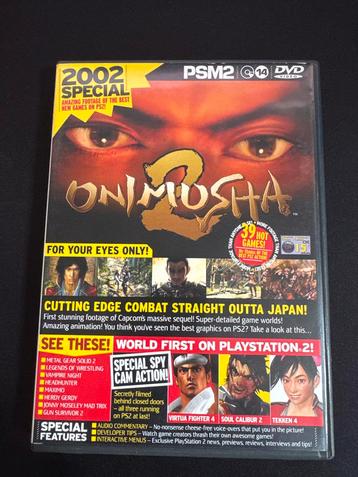 2002
SPECIAL
AMAZING FOOTAGE OF THE BEST
NEW GAMES ON PS2!
PSM2
14
DVD
VIDEO
ONIMUSHA
2
TM
39 HOT
GAMES!
15
FOR YOUR EYES ONLY!
CUTTING EDGE COMBAT STRAIGHT OUTTA JAPAN!
First stunning footage of Capcom's massive sequel! Super-detailed game worlds!
Amazing animation! You think you've seen the best graphics on PS2? Take a look at this...
SEE THESE!
WORLD FIRST ON PLAYSTATION 2!
METAL GEAR SOLID 2
LEGENDS OF WRESTLING
VAMPIRE NIGHT
HEADHUNTER
MAXIMO
HERDY GERDY
JONNY MOSELEY MAD TRIX
GUN SURVIVOR 2
SPECIAL SPY
CAM ACTION!
Secretly filmed
behind closed doors
– all three running
on PS2 at last!
VIRTUA FIGHTER 4
SOUL CALIBUR 2
TEKKEN 4
SPECIAL
FEATURES
AUDIO COMMENTARY – No-nonsense cheese-free voice-overs that put you in the picture!
DEVELOPER TIPS – Watch game creators thrash their own awesome games!
INTERACTIVE MENUS – Exclusive PlayStation 2 news, previews, reviews, interviews and tips!